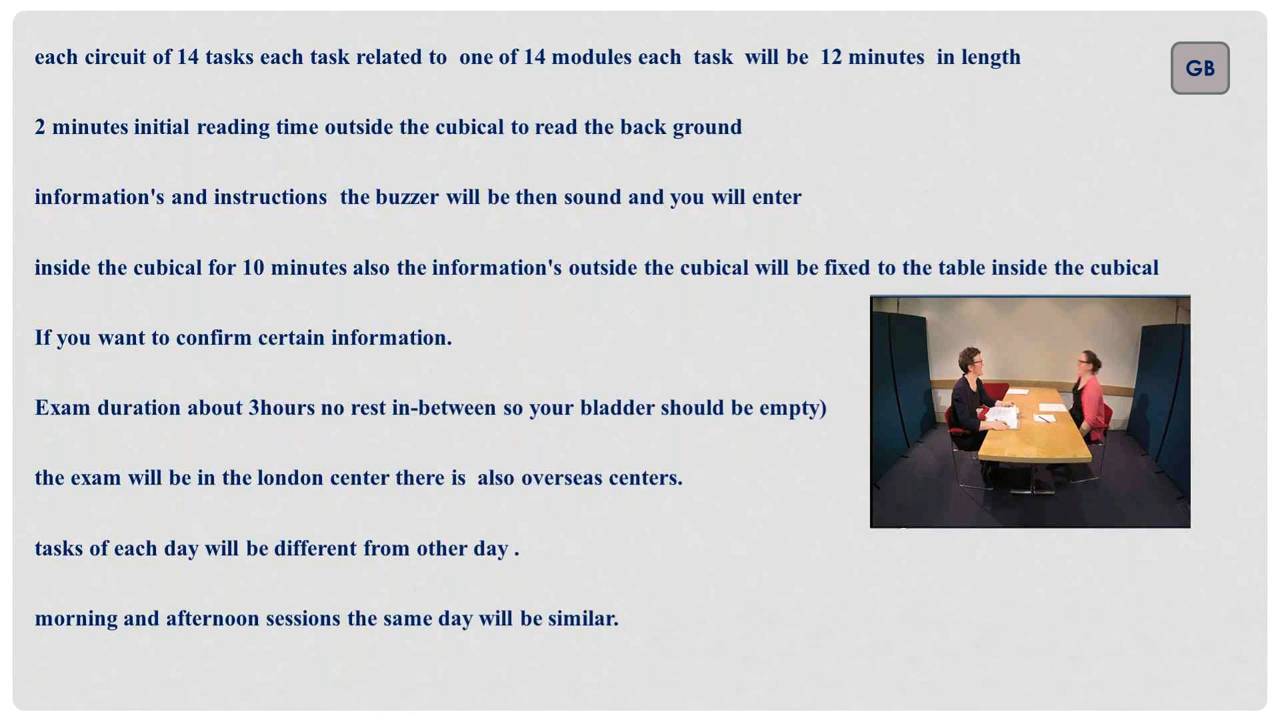 each circuit of 14 tasks each task related to  one of 14 modules each  task  will be  12 minutes  in length
GB
2 minutes initial reading time outside the cubical to read the back ground
information's and instructions  the buzzer will be then sound and you will enter
inside the cubical for 10 minutes also the information's outside the cubical will be fixed to the table inside the cubical
If you want to confirm certain information.
Exam duration about 3hours no rest in-between so your bladder should be empty)
the exam will be in the london center there is  also overseas centers.
tasks of each day will be different from other day .
morning and afternoon sessions the same day will be similar.